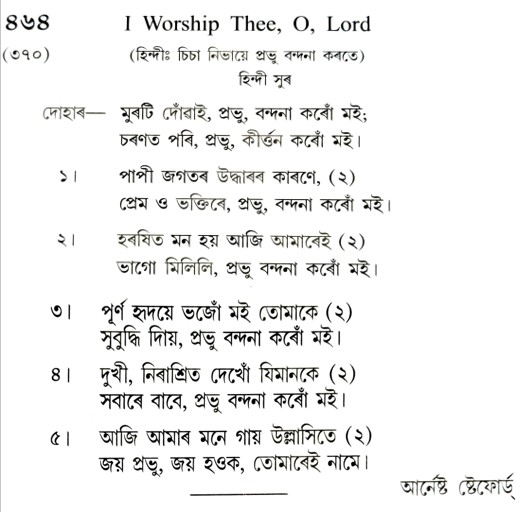 ৪৬৪ I Worship Thee, O, Lord
(৩৭০) (হিন্দীঃ চিচা নিভায়ে প্ৰভু বন্দনা কৰতে)
হিন্দী সুৰ
দোহাৰ— মুৰটি দোঁৱাই, প্ৰভু, বন্দনা কৰোঁ মই;
চৰণত পৰি, প্ৰভু, কীৰ্ত্তন কৰোঁ মই।
১। পাপী জগতৰ উদ্ধাৰৰ কাৰণে, (২)
প্ৰেম ও ভক্তিৰে, প্ৰভু, বন্দনা কৰোঁ মই।
২। হৰষিত মন হয় আজি আমাৰেই (২)
ভাগো মিলিলি, প্ৰভু বন্দনা কৰোঁ মই।
৩। পূৰ্ণ হৃদয়ে ভজোঁ মই তোমাকে (২)
সুবুদ্ধি দিয়া, প্ৰভু বন্দনা কৰোঁ মই।
৪। দুখী, নিৰাশ্ৰিত দেখোঁ যিমানকে (২)
সবাৰে বাবে, প্ৰভু বন্দনা কৰোঁ মই।
৫। আজি আমাৰ মনে গায় উল্লাসিতে (২)
জয় প্ৰভু, জয় হওক, তোমাৰেই নামে।
আৰ্নেষ্ট ষ্টেফোৰ্ড্